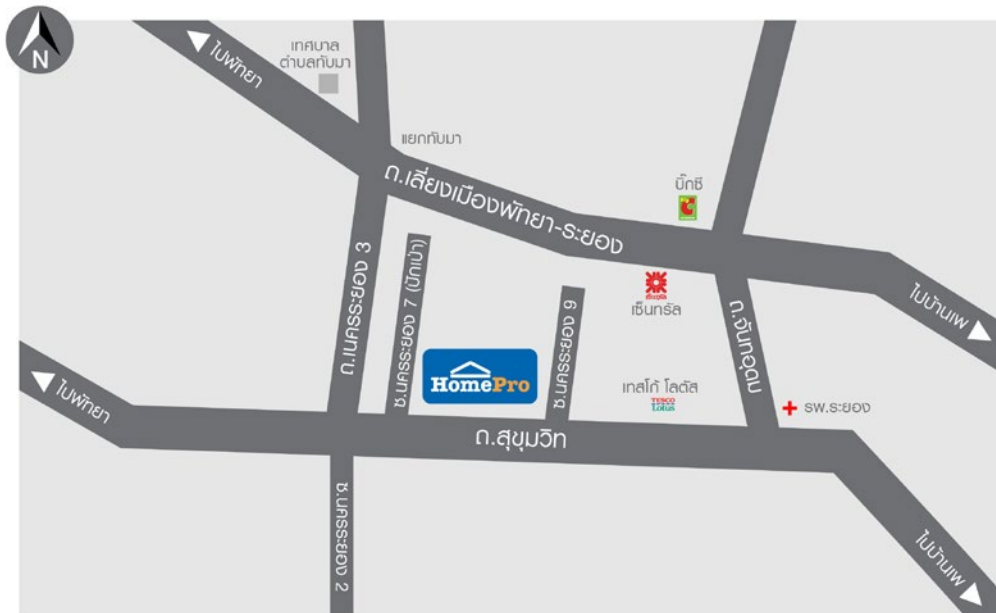 N
ไปพัทยา
เทศบาล
ตำบลทับมา
แยกทับมา
ถ.เลี่ยงเมืองพัทยา-ระยอง
บิ๊กซี
เซ็นทรัล
เซ็นทรัล
ไปบ้านเพ
ถ.เนครระยอง 3
ซ.นครระยอง 7 (ปักเป้า)
ซ.นครระยอง 9
ถ.จันทอุดม
HomePro
เทสโก้ โลตัส
TESCO
Lotus
รพ.ระยอง
ไปพัทยา
ถ.สุขุมวิท
ซ.นครระยอง 2
ไปบ้านเพ